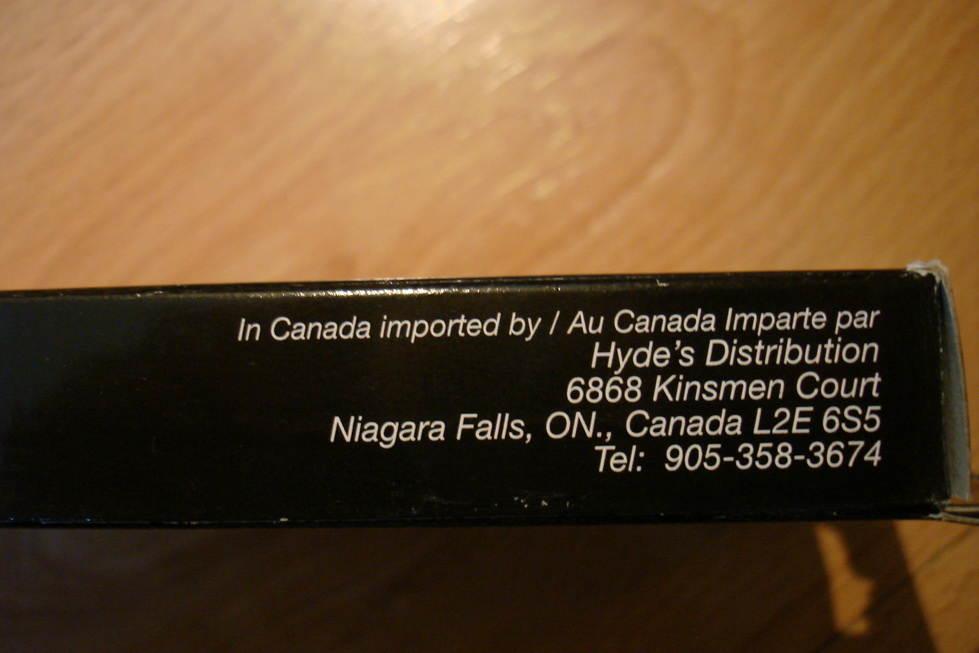 In Canada imported by / Au Canada Imparte par
Hyde's Distribution
6868 Kinsmen Court
Niagara Falls, ON., Canada L2E 6S5
Tel: 905-358-3674